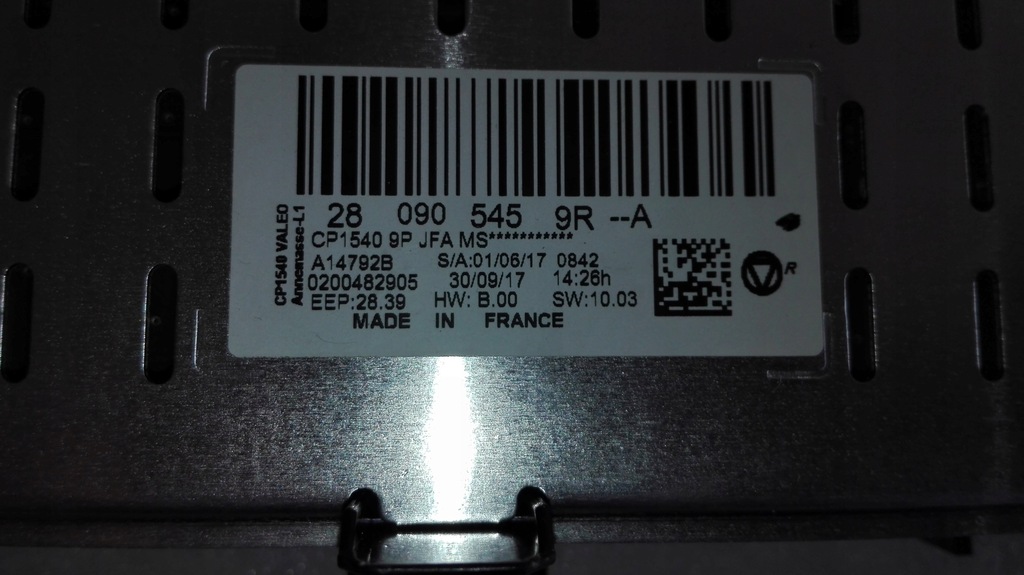 28 090 545 9R --A
CP1540 9P JFA MS***********
A14792B S/A:01/06/17 0842
0200482905 30/09/17 14:26h
EEP:28.39 HW: B.00 SW:10.03
MADE IN FRANCE
CP1540 VALEO
Annemasse-L1
R